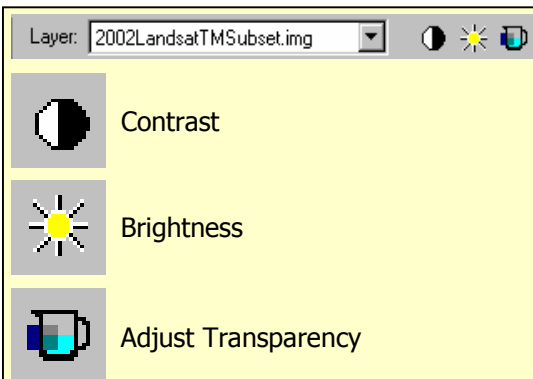 Layer: 2002LandsatTMSubset.img
Contrast
Brightness
Adjust Transparency